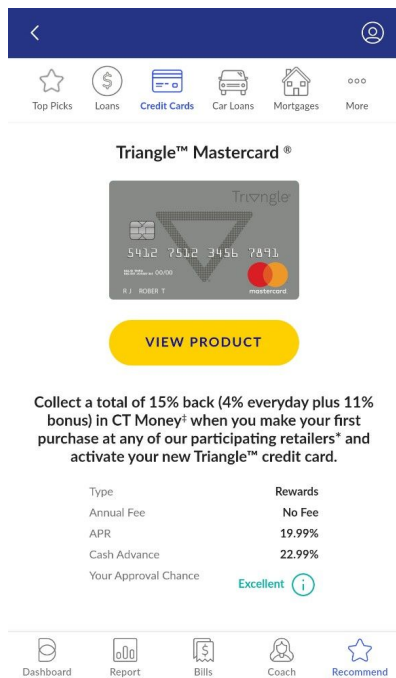 Top Picks
Loans
Credit Cards
Car Loans
Mortgages
More
Triangle™ Mastercard ®
Triangle
5412 7512 3456 7891
00/00
R J ROBER T
mastercard
VIEW PRODUCT
Collect a total of 15% back (4% everyday plus 11%
bonus) in CT Money‡ when you make your first
purchase at any of our participating retailers* and
activate your new Triangle™ credit card.
Type Rewards
Annual Fee No Fee
APR 19.99%
Cash Advance 22.99%
Your Approval Chance Excellent
Dashboard
Report
Bills
Coach
Recommend